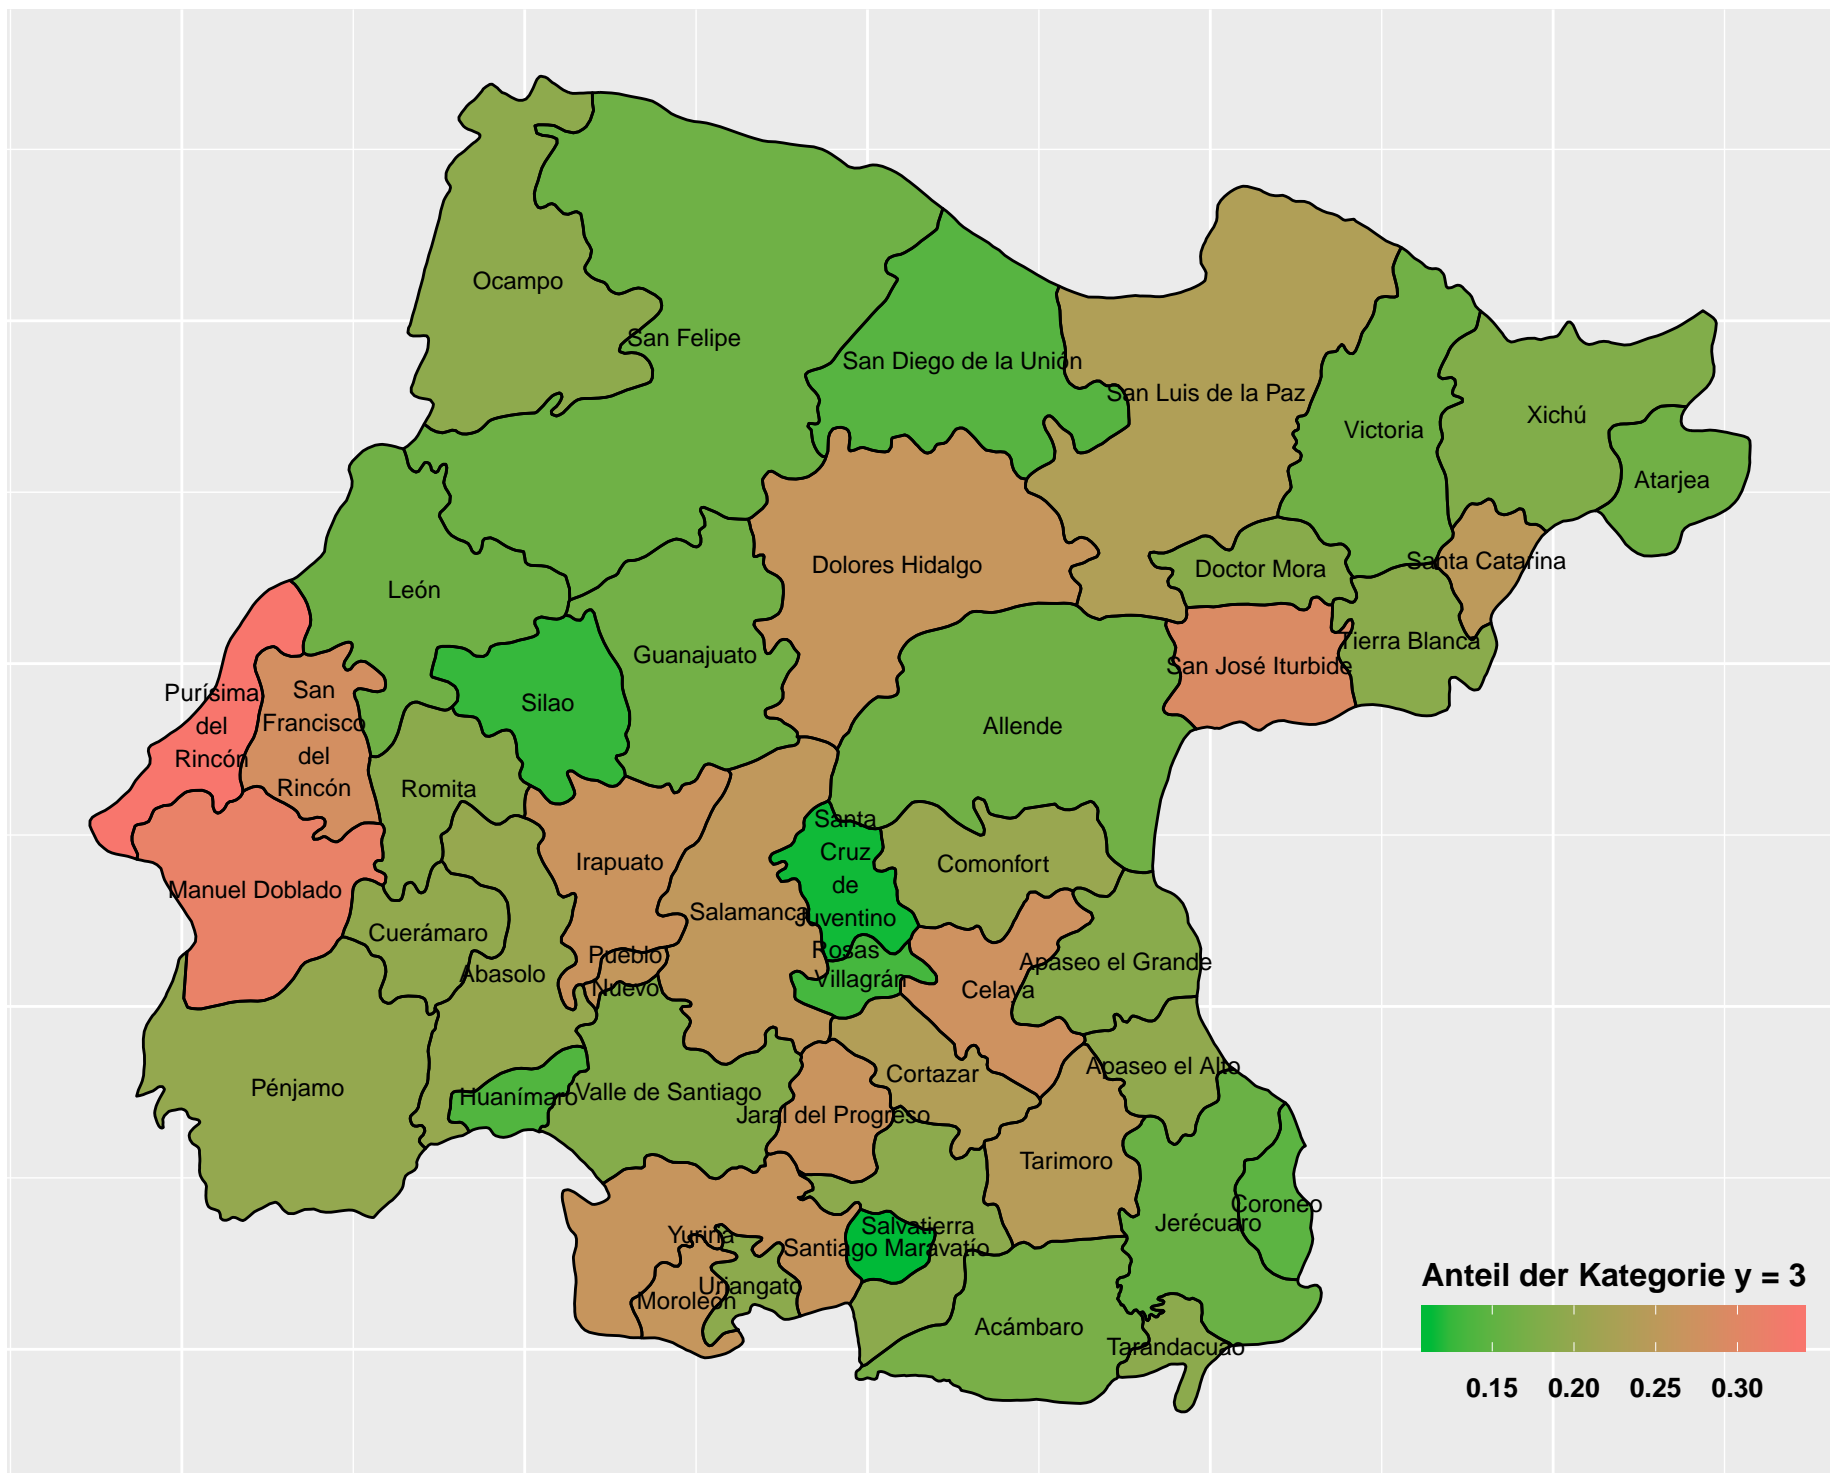 Ocampo
San Felipe
San Diego de la Unión
San Luis de la Paz
Victoria
Xichú
Atarjea
Santa Catarina
Doctor Mora
Dolores Hidalgo
León
Tierra Blanca
Guanajuato
San José Iturbide
Purísima
del
Rincón
San
Francisco
del
Rincón
Silao
Allende
Romita
Santa
Cruz
de
Juventino
Rosas
Irapuato
Comonfort
Manuel Doblado
Salamanca
Cuerámaro
Pueblo
Nuevo
Abasolo
Villagrán
Apaseo el Grande
Celaya
Apaseo el Alto
Cortazar
Pénjamo
Huanímaro
Valle de Santiago
Jaral del Progreso
Tarimoro
Coroneo
Jerécuaro
Salvatierra
Yuriria
Santiago Maravatío
Uriangato
Moroleón
Acámbaro
Tarandacuao
Anteil der Kategorie y = 3
0.15 0.20 0.25 0.30